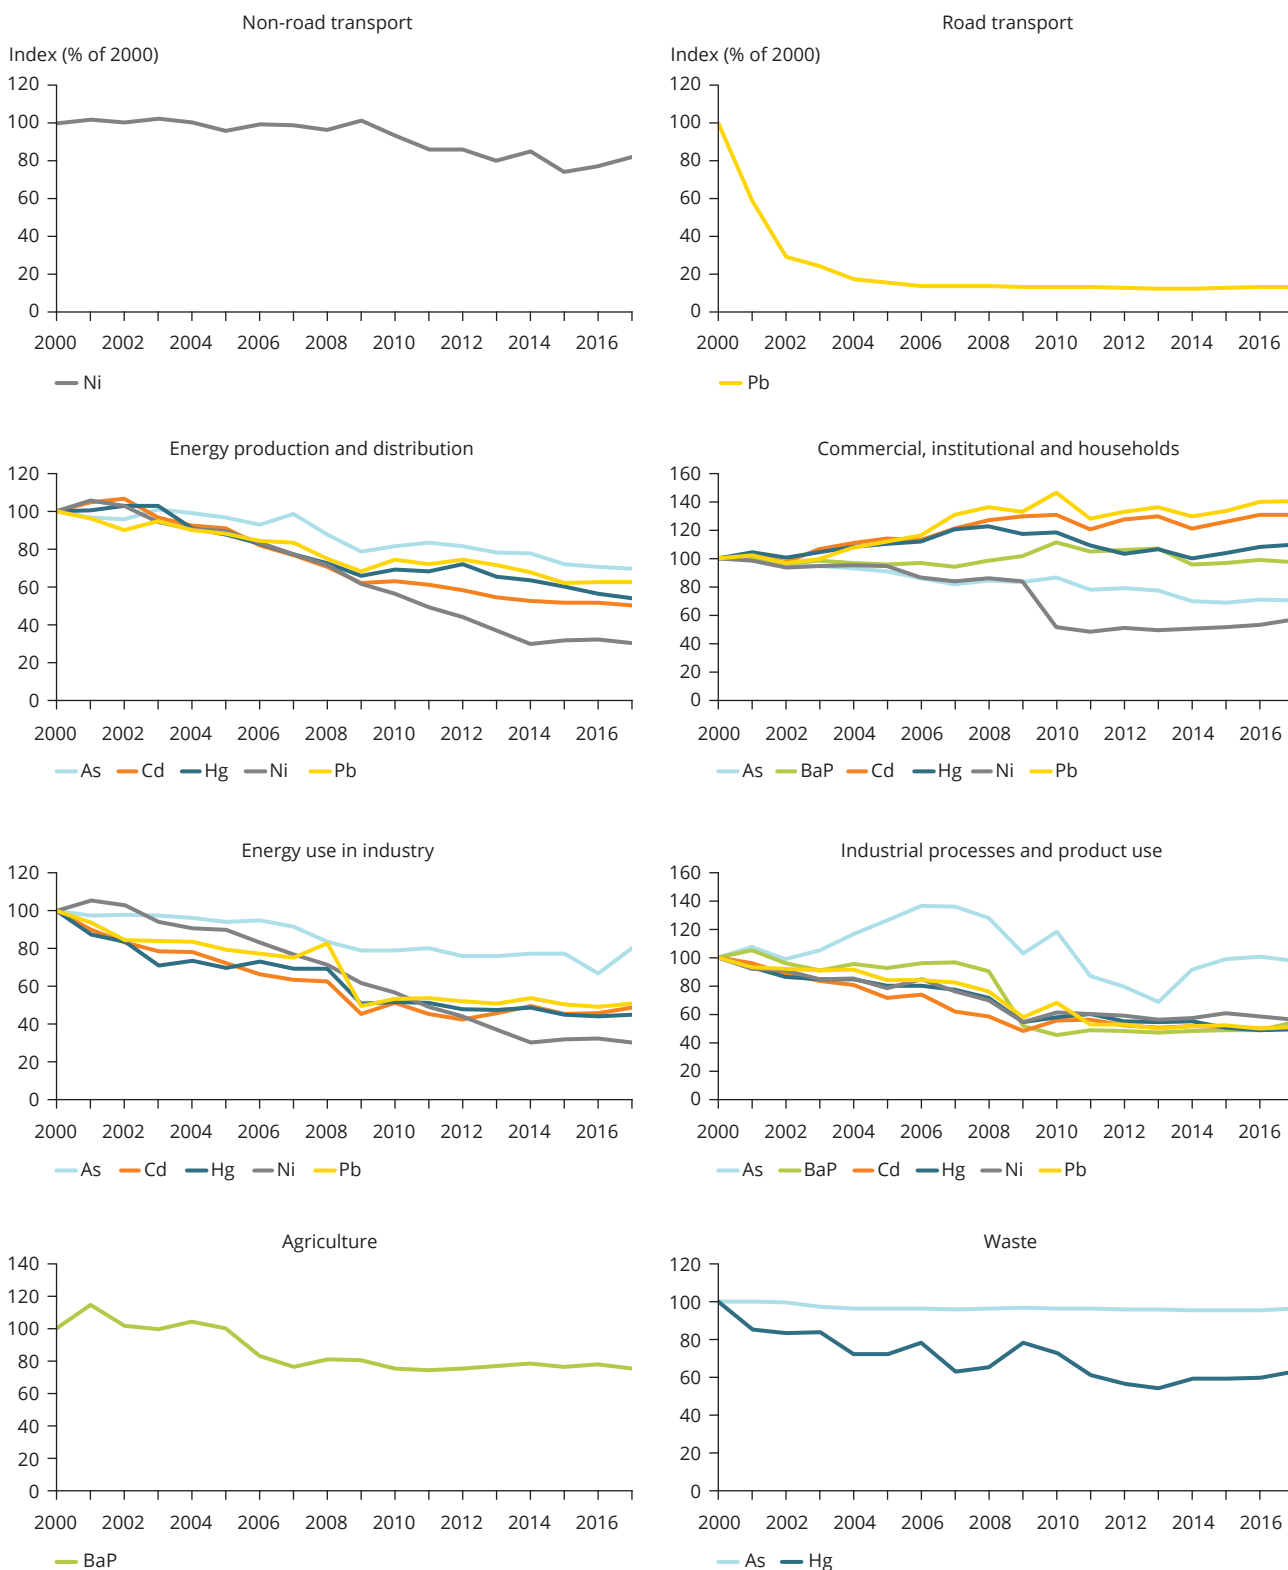 Non-road transport
Index (% of 2000)
120
100
80
60
40
20
0
2000 2002 2004 2006 2008 2010 2012 2014 2016
Ni
Road transport
Index (% of 2000)
120
100
80
60
40
20
0
2000 2002 2004 2006 2008 2010 2012 2014 2016
Pb
Energy production and distribution
120
100
80
60
40
20
0
2000 2002 2004 2006 2008 2010 2012 2014 2016
As Cd Hg Ni Pb
Commercial, institutional and households
160
140
120
100
80
60
40
20
0
2000 2002 2004 2006 2008 2010 2012 2014 2016
As BaP Cd Hg Ni Pb
Energy use in industry
120
100
80
60
40
20
0
2000 2002 2004 2006 2008 2010 2012 2014 2016
As Cd Hg Ni Pb
Industrial processes and product use
160
140
120
100
80
60
40
20
0
2000 2002 2004 2006 2008 2010 2012 2014 2016
As BaP Cd Hg Ni Pb
Agriculture
140
120
100
80
60
40
20
0
2000 2002 2004 2006 2008 2010 2012 2014 2016
BaP
Waste
120
100
80
60
40
20
0
2000 2002 2004 2006 2008 2010 2012 2014 2016
As Hg